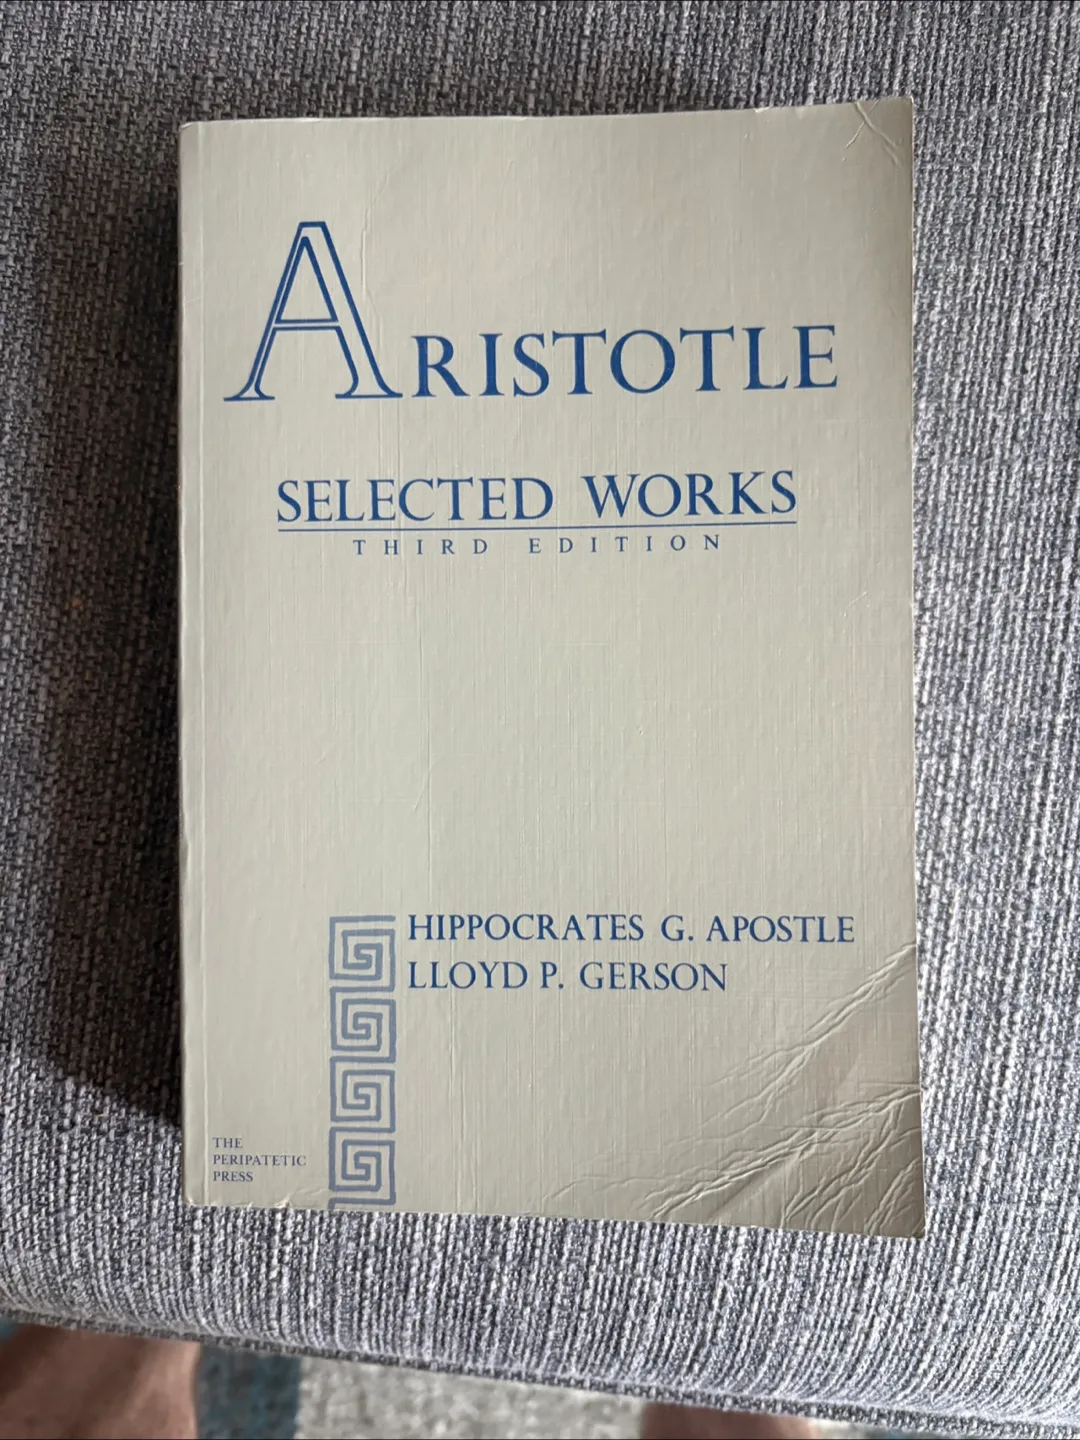 ARISTOTLE
SELECTED WORKS
THIRD EDITION
HIPPOCRATES G. APOSTLE
LLOYD P. GERSON
THE
PERIPATETIC
PRESS